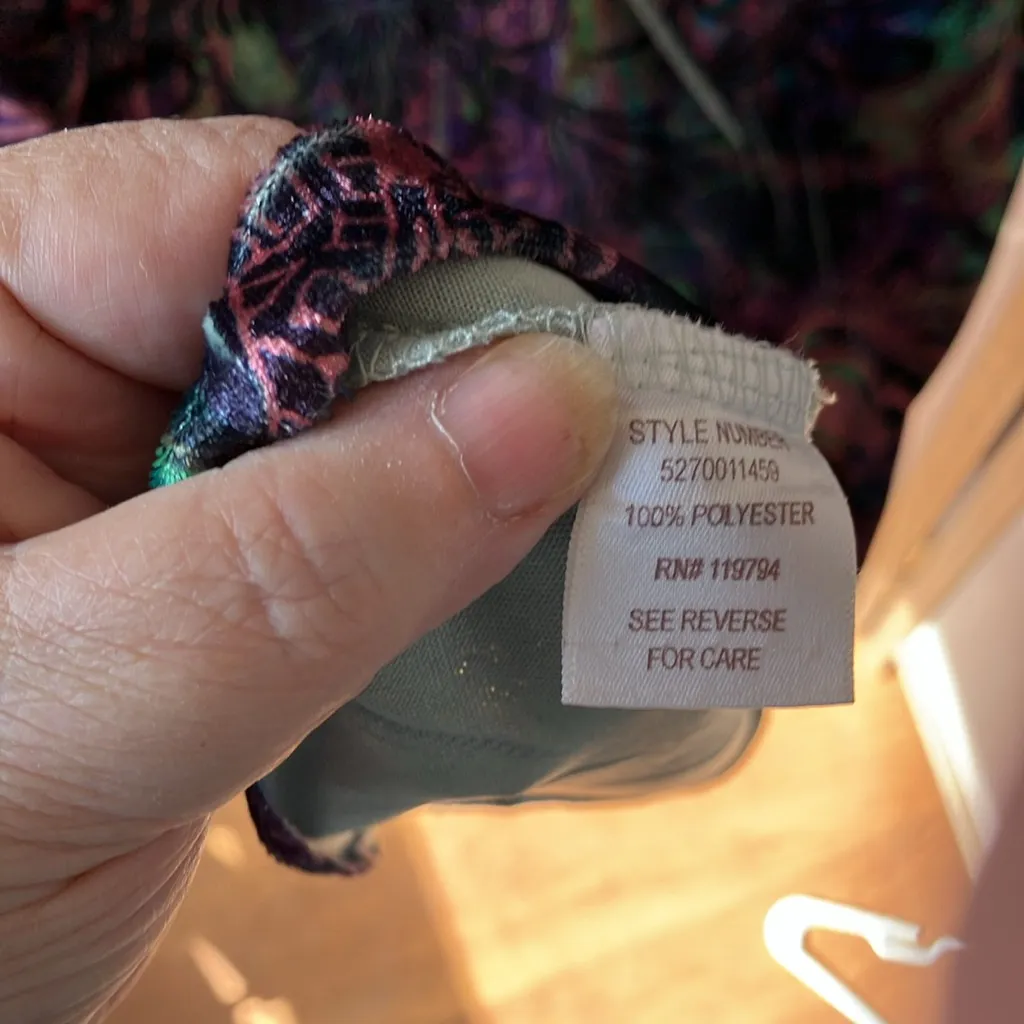 STYLE NUMBER
5270011459
100% POLYESTER
RN# 119794
SEE REVERSE
FOR CARE